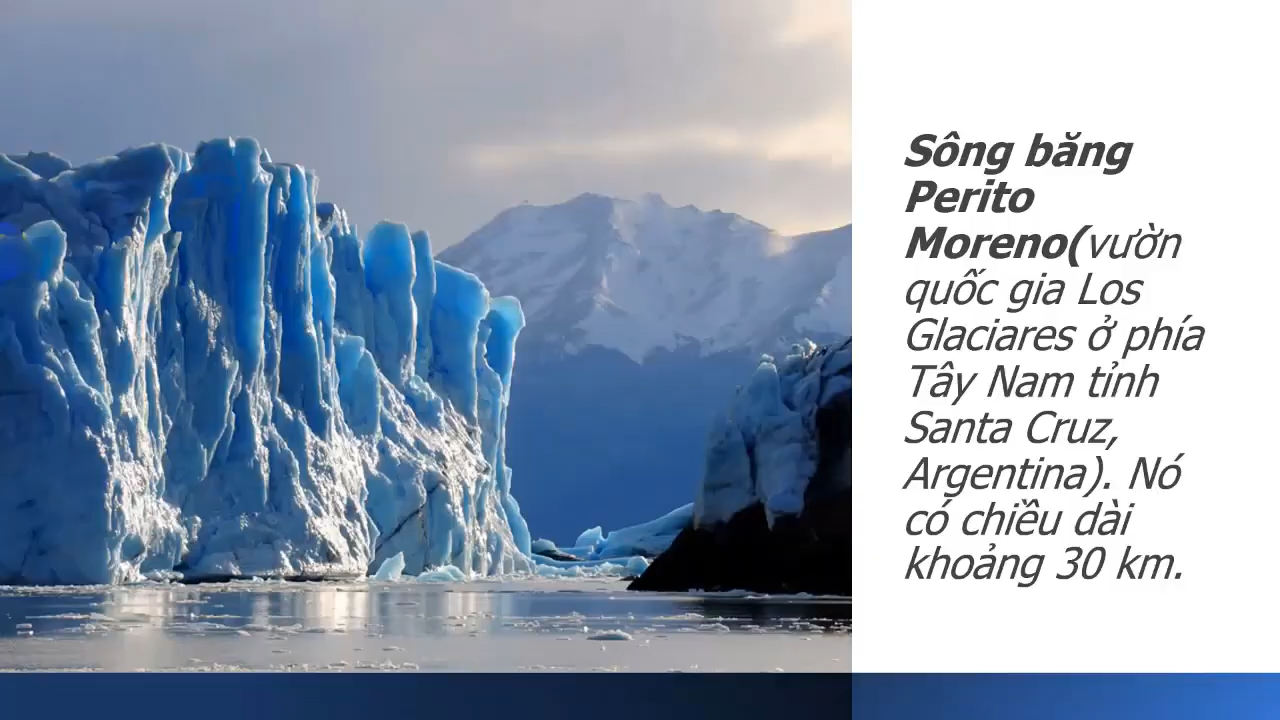 Sông băng
Perito
Moreno(vườn
quốc gia Los
Glaciares ở phía
Tây Nam tỉnh
Santa Cruz,
Argentina). Nó
có chiều dài
khoảng 30 km.